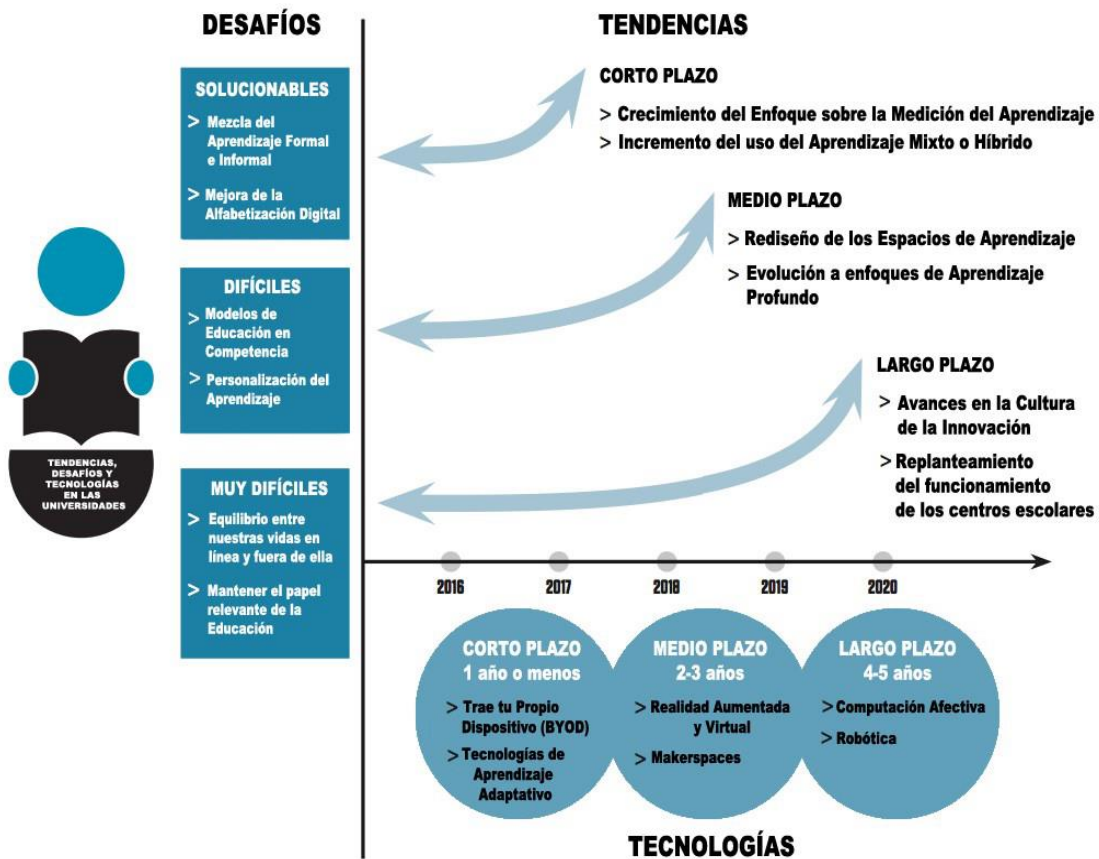 DESAFÍOS
SOLUCIONABLES
> Mezcla del
Aprendizaje Formal
e Informal
> Mejora de la
Alfabetización Digital
DIFÍCILES
> Modelos de
Educación en
Competencia
> Personalización del
Aprendizaje
MUY DIFÍCILES
> Equilibrio entre
nuestras vidas en
línea y fuera de ella
> Mantener el papel
relevante de la
Educación
TENDENCIAS,
DESAFÍOS Y
TECNOLOGÍAS
EN LAS
UNIVERSIDADES
TENDENCIAS
CORTO PLAZO
> Crecimiento del Enfoque sobre la Medición del Aprendizaje
> Incremento del uso del Aprendizaje Mixto o Híbrido
MEDIO PLAZO
> Rediseño de los Espacios de Aprendizaje
> Evolución a enfoques de Aprendizaje
Profundo
LARGO PLAZO
> Avances en la Cultura
de la Innovación
> Replanteamiento
del funcionamiento
de los centros escolares
2016 2017 2018 2019 2020
CORTO PLAZO
1 año o menos
> Trae tu Propio
Dispositivo (BYOD)
> Tecnologías de
Aprendizaje
Adaptativo
MEDIO PLAZO
2-3 años
> Realidad Aumentada
y Virtual
> Makerspaces
LARGO PLAZO
4-5 años
> Computación Afectiva
> Robótica
TECNOLOGÍAS